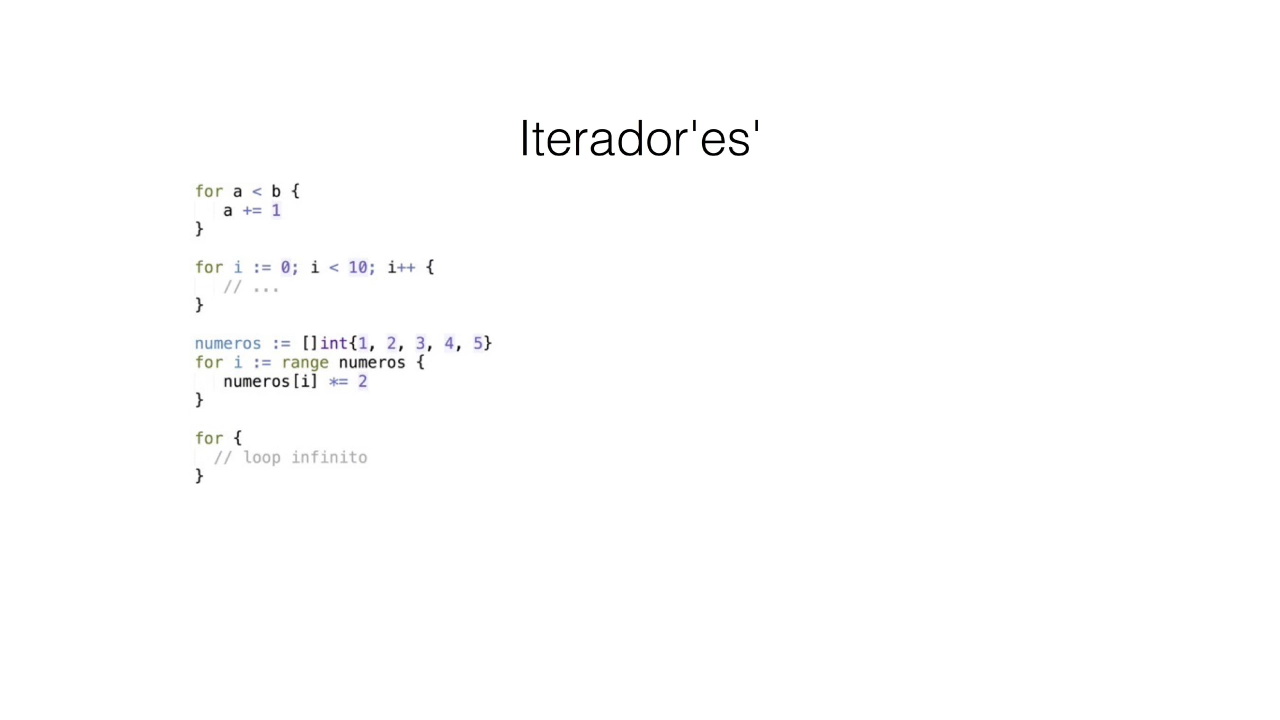 Iterador'es'
for a < b {
   a += 1
}
for i := 0; i < 10; i++ {
   // ...
}
numeros := []int{1, 2, 3, 4, 5}
for i := range numeros {
   numeros[i] *= 2
}
for {
  // loop infinito
}